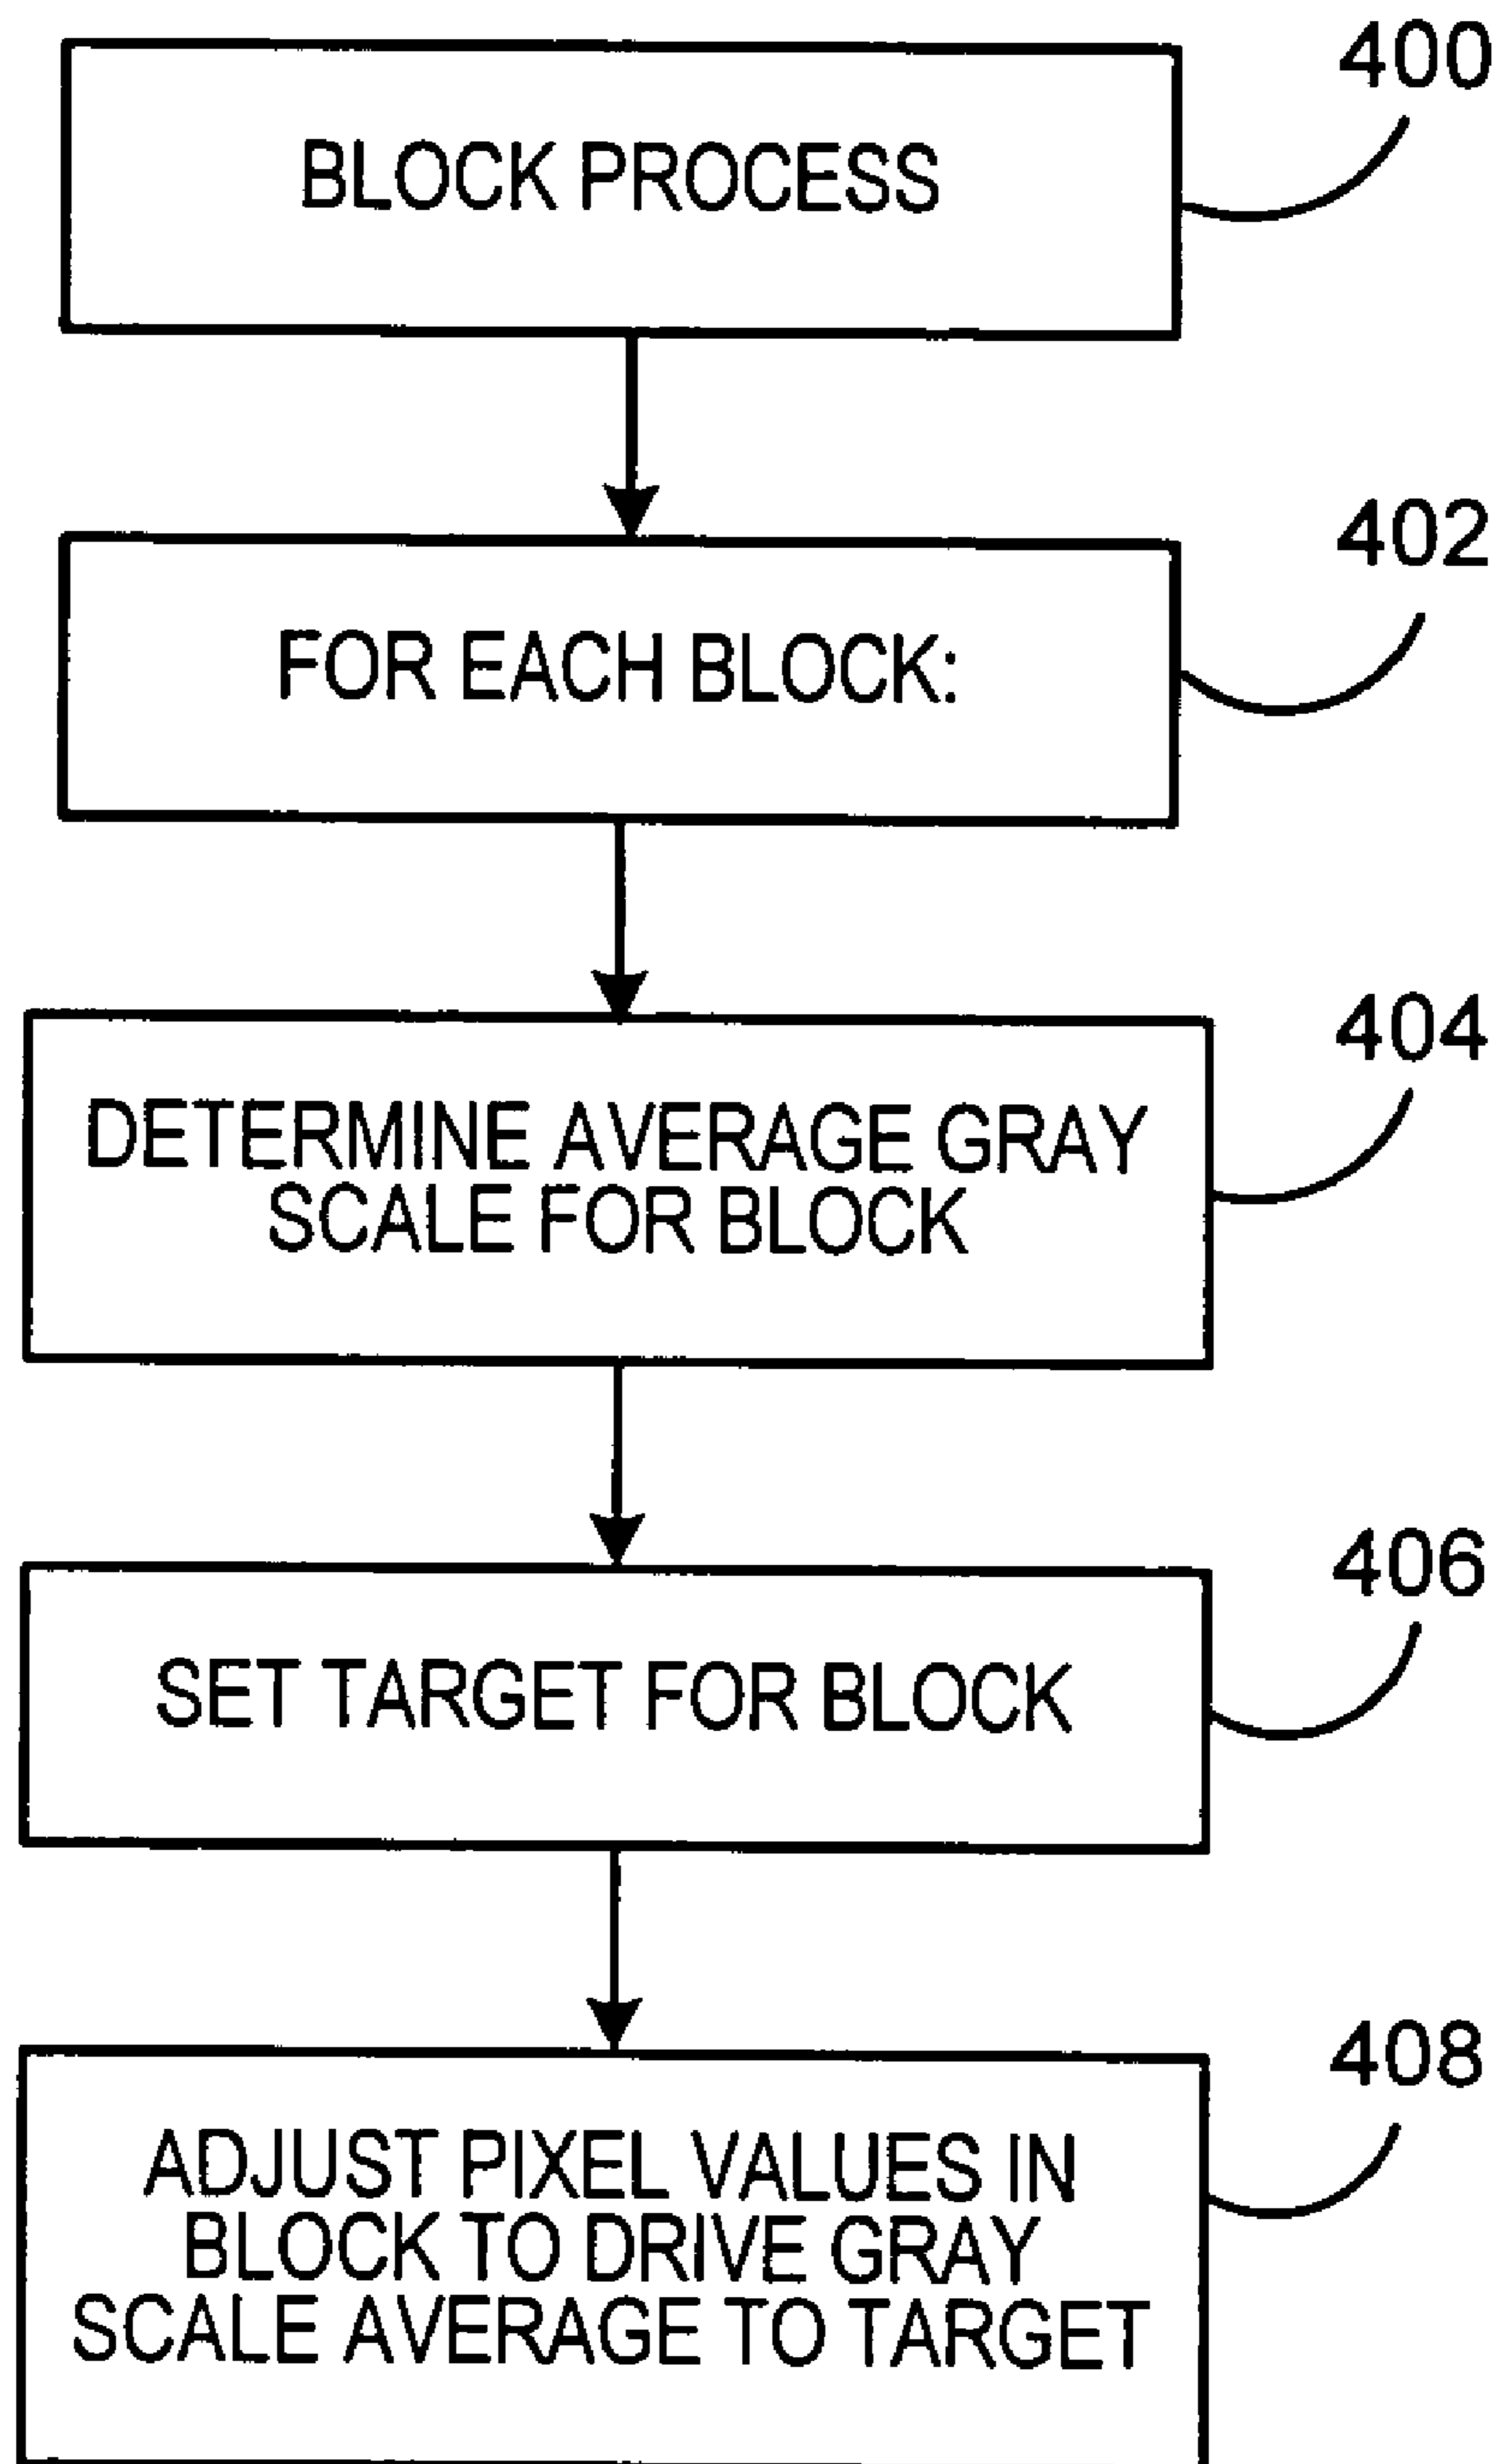 400
BLOCK PROCESS
402
FOR EACH BLOCK:
404
DETERMINE AVERAGE GRAY
SCALE FOR BLOCK
406
SET TARGET FOR BLOCK
408
ADJUST PIXEL VALUES IN
BLOCK TO DRIVE GRAY
SCALE AVERAGE TO TARGET